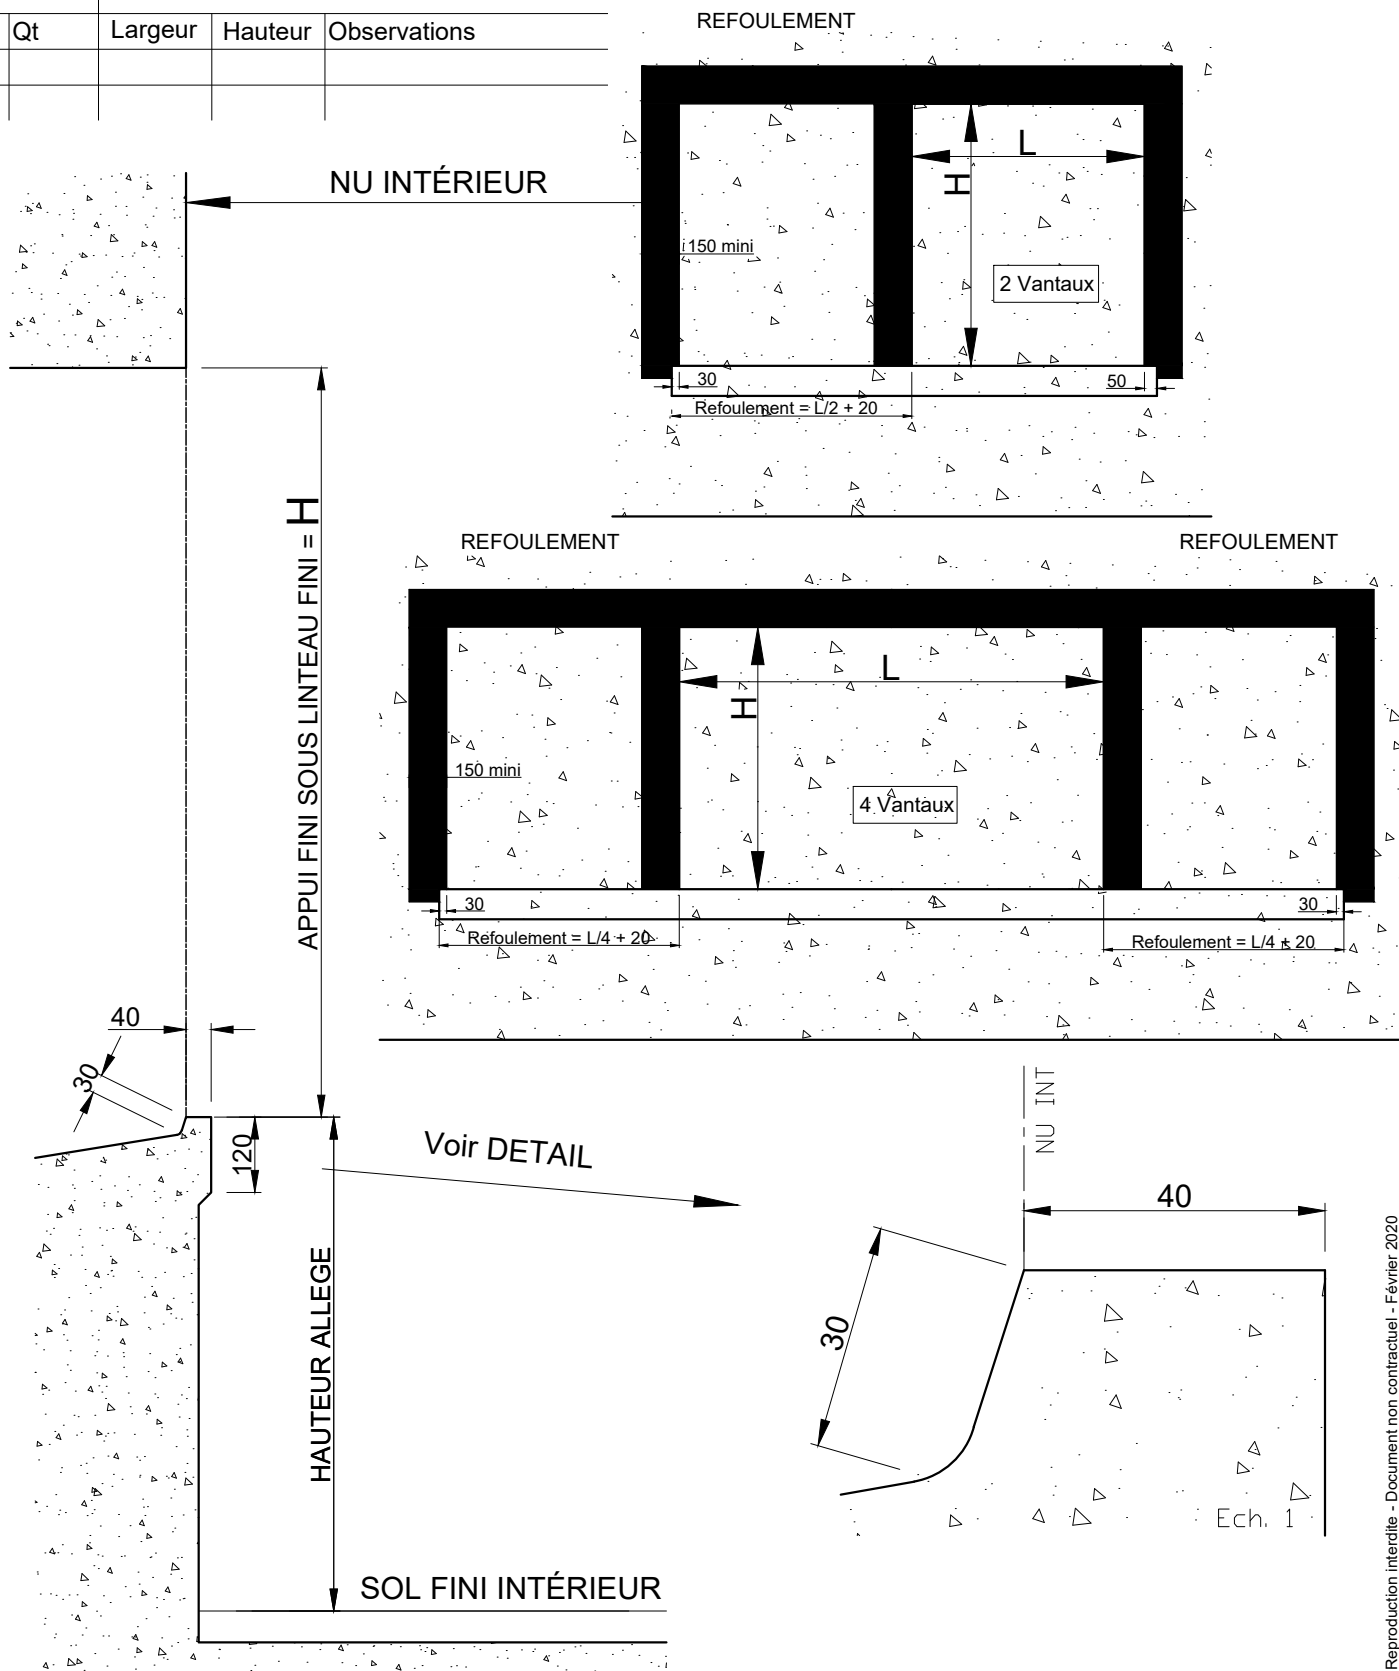 Qt Largeur Hauteur Observations
REFOULEMENT
NU INTÉRIEUR
L
H
150 mini
2 Vantaux
30
50
Refoulement = L/2 + 20
REFOULEMENT
REFOULEMENT
APPUI FINI SOUS LINTEAU FINI = H
L
H
150 mini
4 Vantaux
30
30
Refoulement = L/4 + 20
Refoulement = L/4 + 20
40
30
120
Voir DETAIL
NU INT
40
30
HAUTEUR ALLEGE
Ech. 1
SOL FINI INTÉRIEUR
Reproduction interdite - Document non contractuel - Février 2020